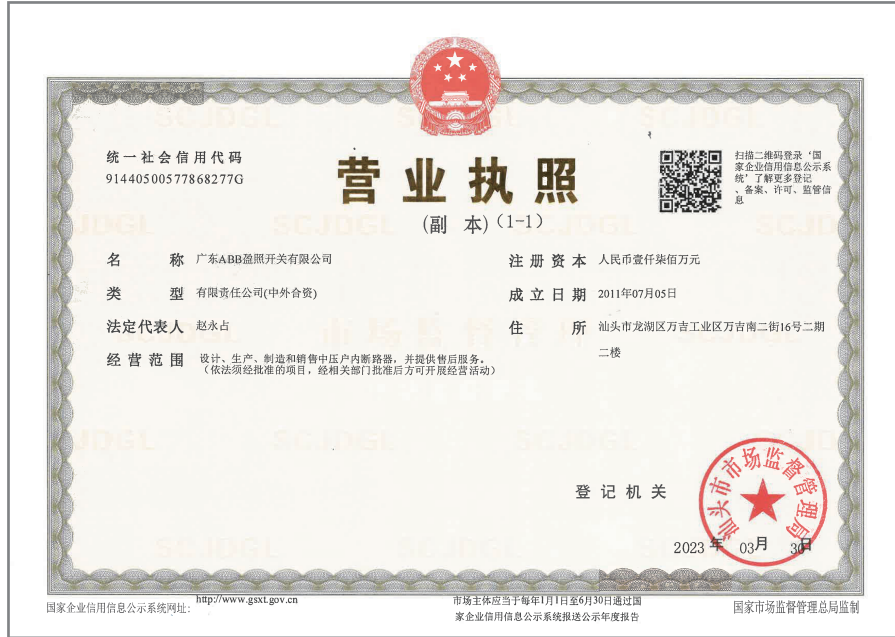 统一社会信用代码
91440500577868277G
营业执照
(副 本)(1-1)
扫描二维码登录‘国
家企业信用信息公示系
统’了解更多登记
、备案、许可、监管信
息
名 称 广东ABB盈照开关有限公司
类 型 有限责任公司(中外合资)
法定代表人 赵永占
经营范围 设计、生产、制造和销售中压户内断路器，并提供售后服务。
（依法须经批准的项目，经相关部门批准后方可开展经营活动）
注册资本 人民币壹仟柒佰万元
成立日期 2011年07月05日
住 所 汕头市龙湖区万吉工业区万吉南二街16号二期
二楼
登记机关
汕头市市场监督管理局
2023 年 03月 30日
国家企业信用信息公示系统网址: http://www.gsxt.gov.cn
市场主体应当于每年1月1日至6月30日通过国
家企业信用信息公示系统报送公示年度报告
国家市场监督管理总局监制
SCJDGL
市场监督管理